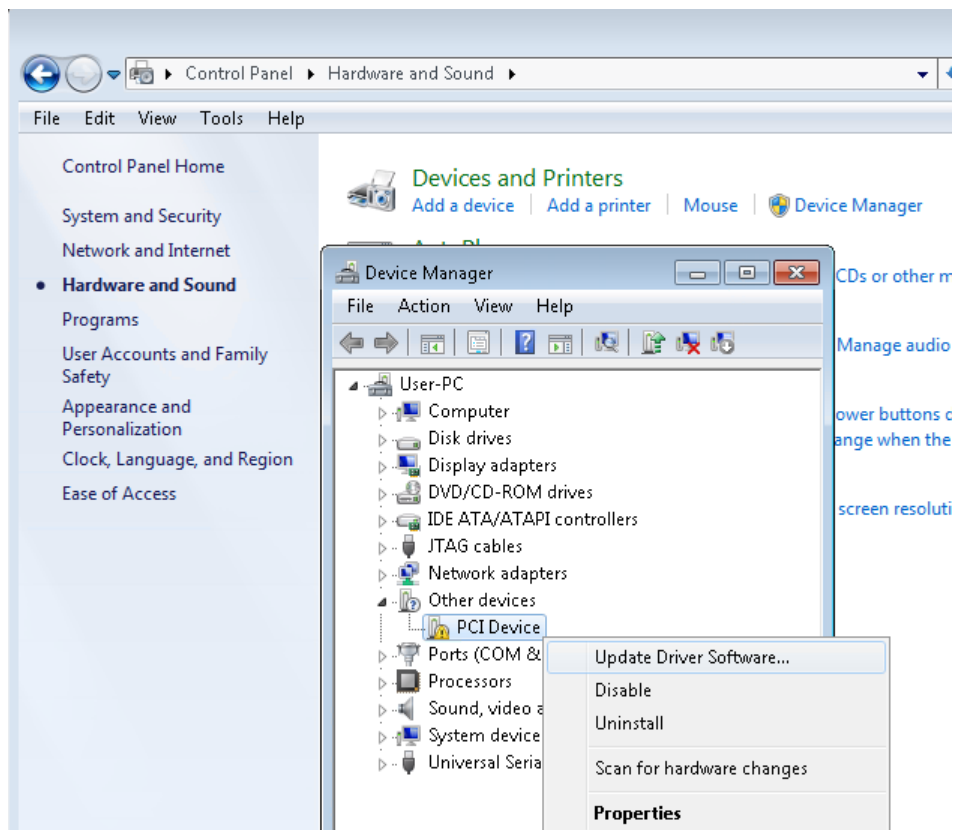 Control Panel Hardware and Sound
File Edit View Tools Help
Control Panel Home
System and Security
Network and Internet
Hardware and Sound
Programs
User Accounts and Family
Safety
Appearance and
Personalization
Clock, Language, and Region
Ease of Access
Devices and Printers
Add a device Add a printer Mouse Device Manager
CDs or other m
Manage audio
ower buttons
ange when the
screen resoluti
Device Manager
File Action View Help
User-PC
Computer
Disk drives
Display adapters
DVD/CD-ROM drives
IDE ATA/ATAPI controllers
JTAG cables
Network adapters
Other devices
PCI Device
Ports (COM &
Processors
Sound, video a
System device
Universal Seria
Update Driver Software...
Disable
Uninstall
Scan for hardware changes
Properties